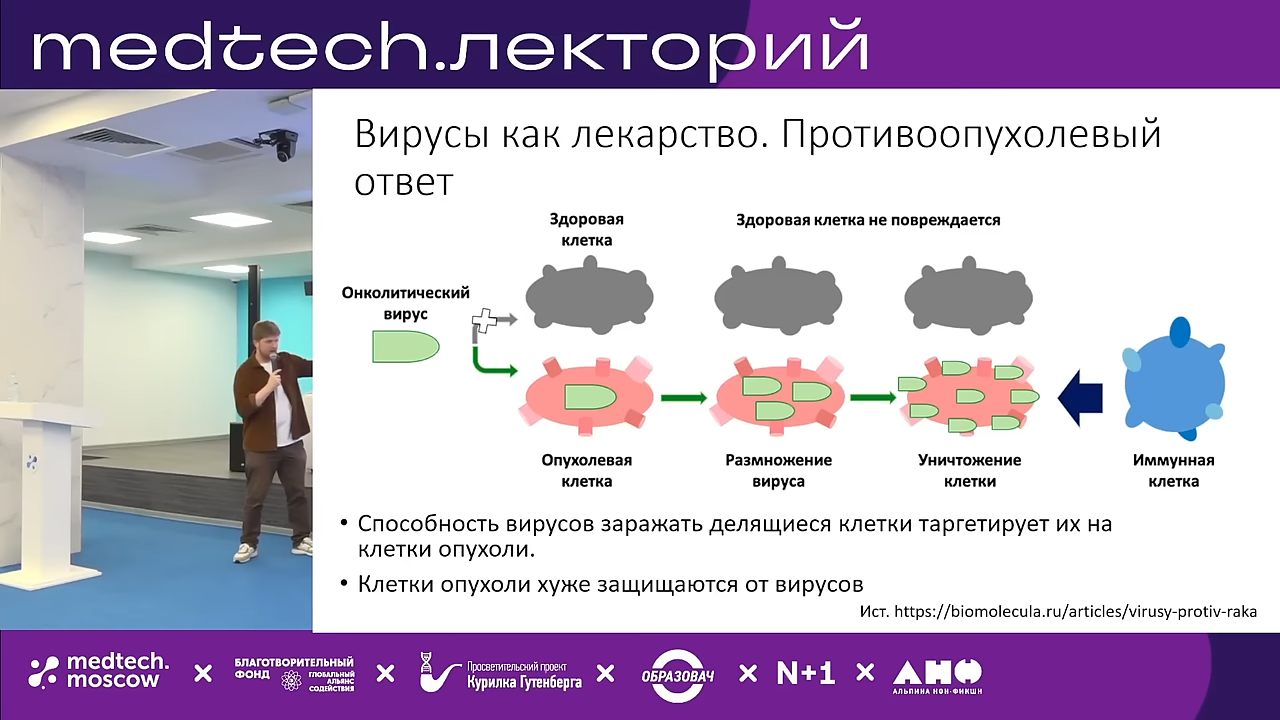 medtech.лекторий
Вирусы как лекарство. Противоопухолевый
ответ
Здоровая
клетка
Здоровая клетка не повреждается
Онколитический
вирус
Опухолевая
клетка
Размножение
вируса
Уничтожение
клетки
Иммунная
клетка
• Способность вирусов заражать делящиеся клетки таргетирует их на
клетки опухоли.
• Клетки опухоли хуже защищаются от вирусов
Ист. https://biomolecula.ru/articles/virusy-protiv-raka
medtech.
moscow
×
БЛАГОТВОРИТЕЛЬНЫЙ
ФОНД
ГЛОБАЛЬНЫЙ
АЛЬЯНС
СОДЕЙСТВИЯ
×
Просветительский проект
Курилка Гутенберга
×
ОБРАЗОВАЧ
×
N+1
×
АНФ
АЛЬПИНА НОН-ФИКШН